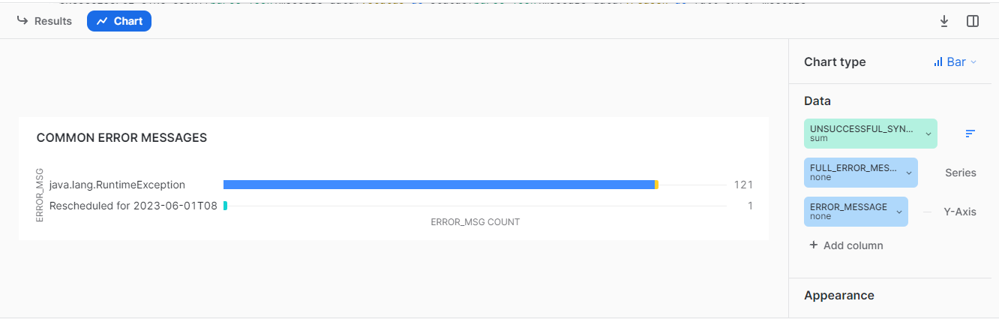 Results
Chart
COMMON ERROR MESSAGES
ERROR_MSG
java.lang.RuntimeException
121
Rescheduled for 2023-06-01T08
1
ERROR_MSG COUNT
Chart type
Bar
Data
UNSUCCESSFUL_SYN...
sum
FULL_ERROR_MES...
none
Series
ERROR_MESSAGE
none
Y-Axis
+ Add column
Appearance